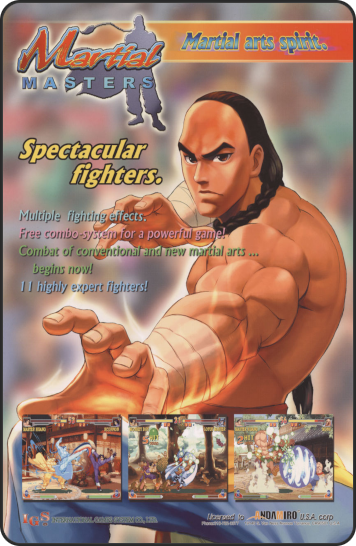 Martial
MASTERS
Martial arts spirit.
Spectacular
fighters.
Multiple fighting effects.
Free combo-system for a powerful game!
Combat of conventional and new martial arts ...
begins now!
11 highly expert fighters!
IGS
licensed to ANDAMIRO U.S.A. corp